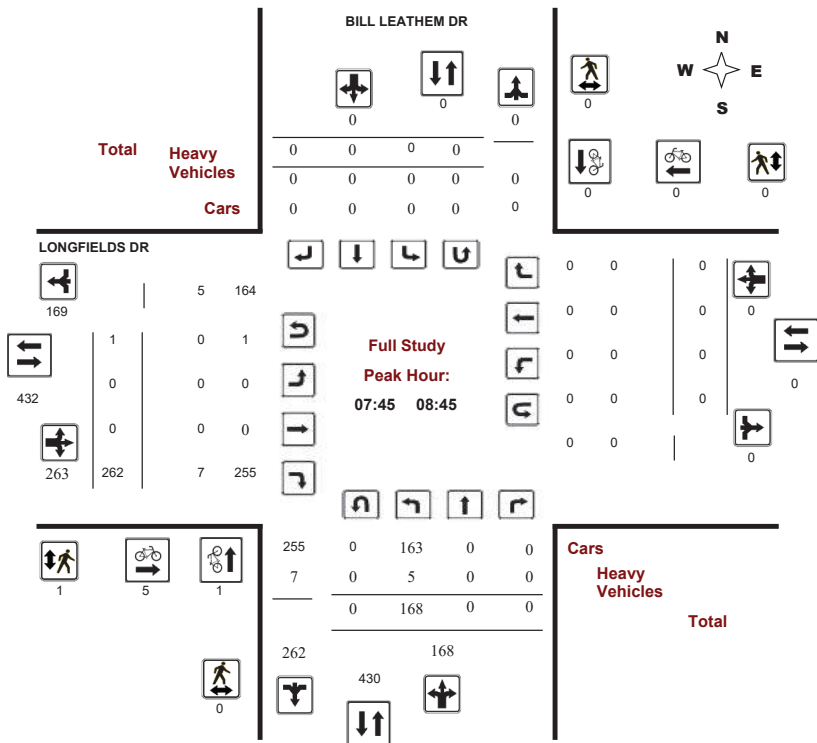 BILL LEATHEM DR
N
W E
S
0
0
0 0
Total Heavy Vehicles
0 0 0 0
0 0 0 0 0
Cars 0 0 0 0 0
0 0 0
LONGFIELDS DR
169
5 164
1 0 1
432
0 0 0
0 0 0
263 262 7 255
Full Study
Peak Hour:
07:45 08:45
0 0 0
0
0 0 0
0 0 0
0
0 0 0
0 0
0
255 0 163 0 0 Cars
7 0 5 0 0 Heavy Vehicles
0 168 0 0
Total
1 5 1
262 168
430
0